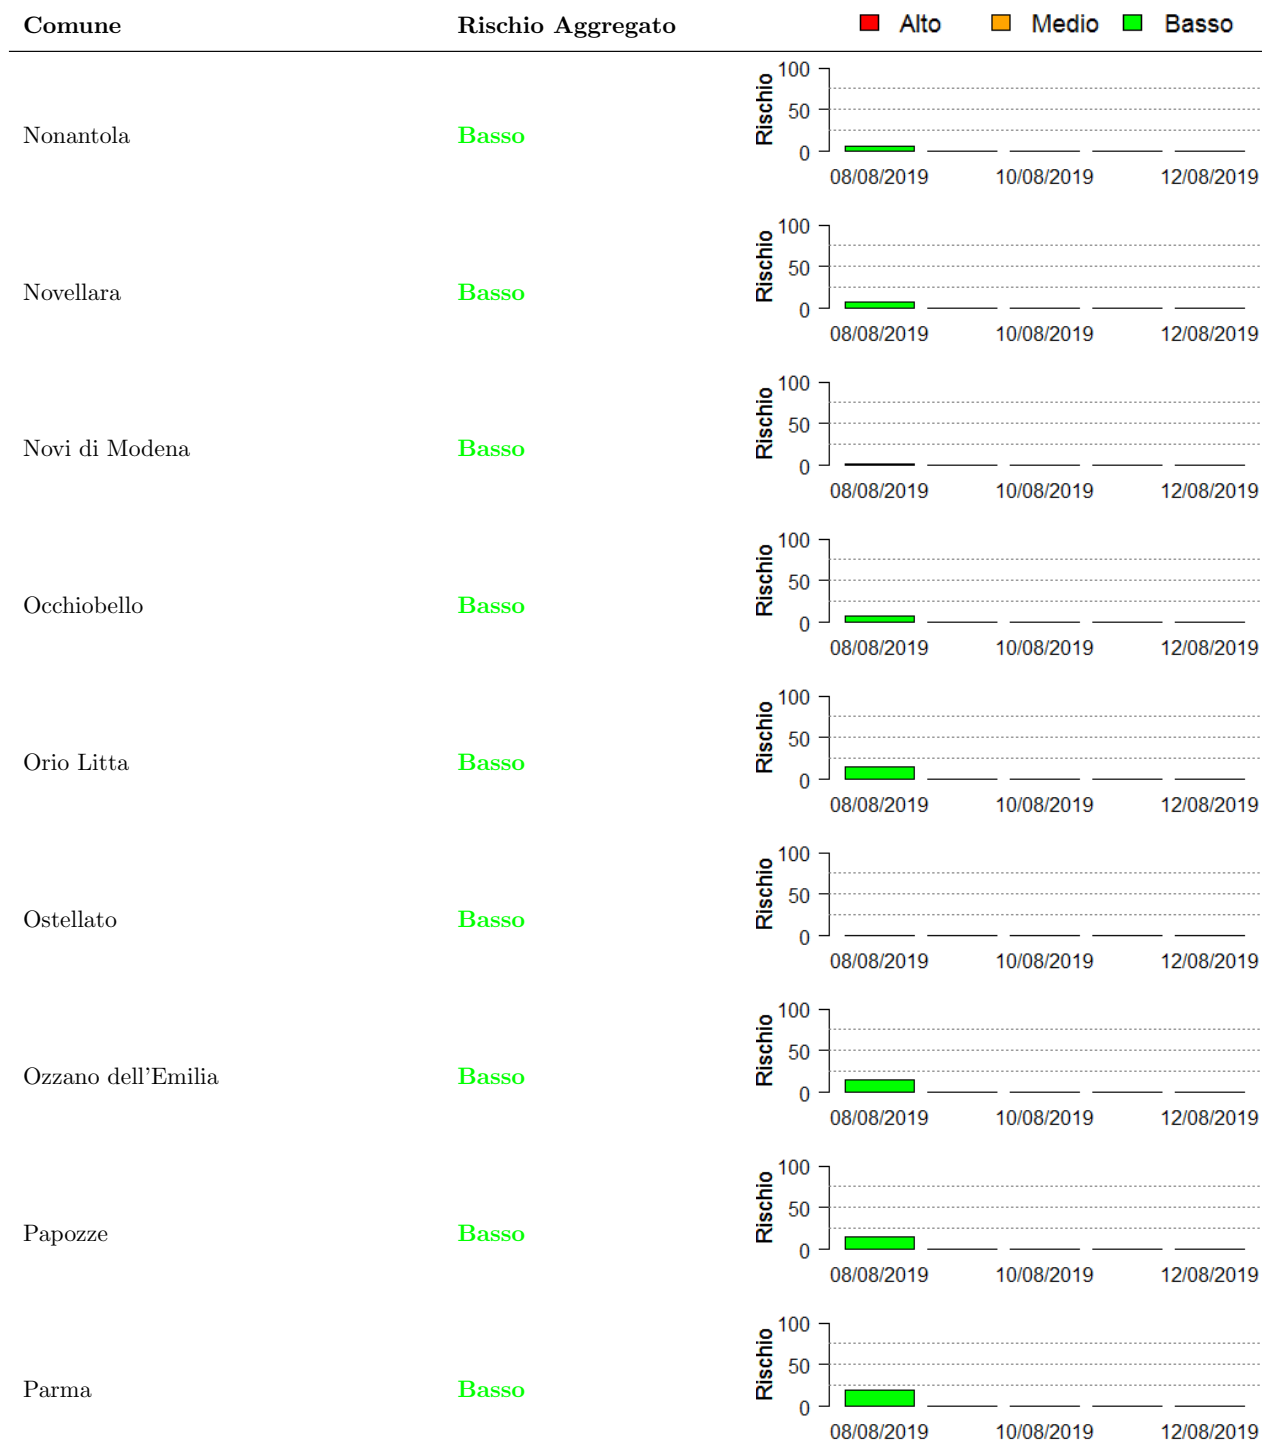 Comune Rischio Aggregato Alto Medio Basso
100
50
0
Rischio
Nonantola Basso
08/08/2019 10/08/2019 12/08/2019
100
50
0
Rischio
Novellara Basso
08/08/2019 10/08/2019 12/08/2019
100
50
0
Rischio
Novi di Modena Basso
08/08/2019 10/08/2019 12/08/2019
100
50
0
Rischio
Occhiobello Basso
08/08/2019 10/08/2019 12/08/2019
100
50
0
Rischio
Orio Litta Basso
08/08/2019 10/08/2019 12/08/2019
100
50
0
Rischio
Ostellato Basso
08/08/2019 10/08/2019 12/08/2019
100
50
0
Rischio
Ozzano dell'Emilia Basso
08/08/2019 10/08/2019 12/08/2019
100
50
0
Rischio
Papozze Basso
08/08/2019 10/08/2019 12/08/2019
100
50
0
Rischio
Parma Basso
08/08/2019 10/08/2019 12/08/2019